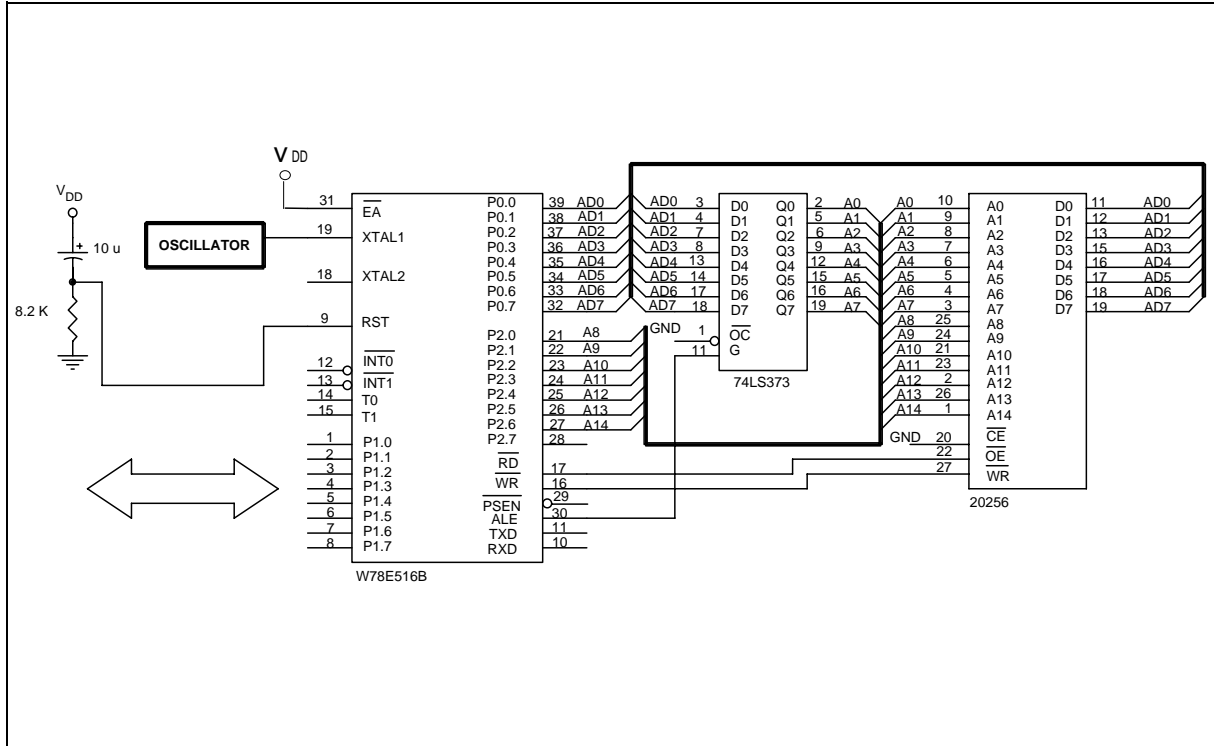 V DD
VDD
10 u
8.2 K
OSCILLATOR
31 EA
19 XTAL1
18 XTAL2
9 RST
12 INT0
13 INT1
14 T0
15 T1
1 P1.0
2 P1.1
3 P1.2
4 P1.3
5 P1.4
6 P1.5
7 P1.6
8 P1.7
P0.0 39 AD0
P0.1 38 AD1
P0.2 37 AD2
P0.3 36 AD3
P0.4 35 AD4
P0.5 34 AD5
P0.6 33 AD6
P0.7 32 AD7
P2.0 21 A8
P2.1 22 A9
P2.2 23 A10
P2.3 24 A11
P2.4 25 A12
P2.5 26 A13
P2.6 27 A14
P2.7 28
RD 17
WR 16
PSEN 29
ALE 30
TXD 11
RXD 10
W78E516B
AD0 3 D0 Q0 2 A0
AD1 4 D1 Q1 5 A1
AD2 7 D2 Q2 6 A2
AD3 8 D3 Q3 9 A3
AD4 13 D4 Q4 12 A4
AD5 14 D5 Q5 15 A5
AD6 17 D6 Q6 16 A6
AD7 18 D7 Q7 19 A7
GND 1 OC
11 G
74LS373
A0 10 A0 D0 11 AD0
A1 9 A1 D1 12 AD1
A2 8 A2 D2 13 AD2
A3 7 A3 D3 15 AD3
A4 6 A4 D4 16 AD4
A5 5 A5 D5 17 AD5
A6 4 A6 D6 18 AD6
A7 3 A7 D7 19 AD7
A8 25 A8
A9 24 A9
A10 21 A10
A11 23 A11
A12 2 A12
A13 26 A13
A14 1 A14
GND 20 CE
22 OE
27 WR
20256